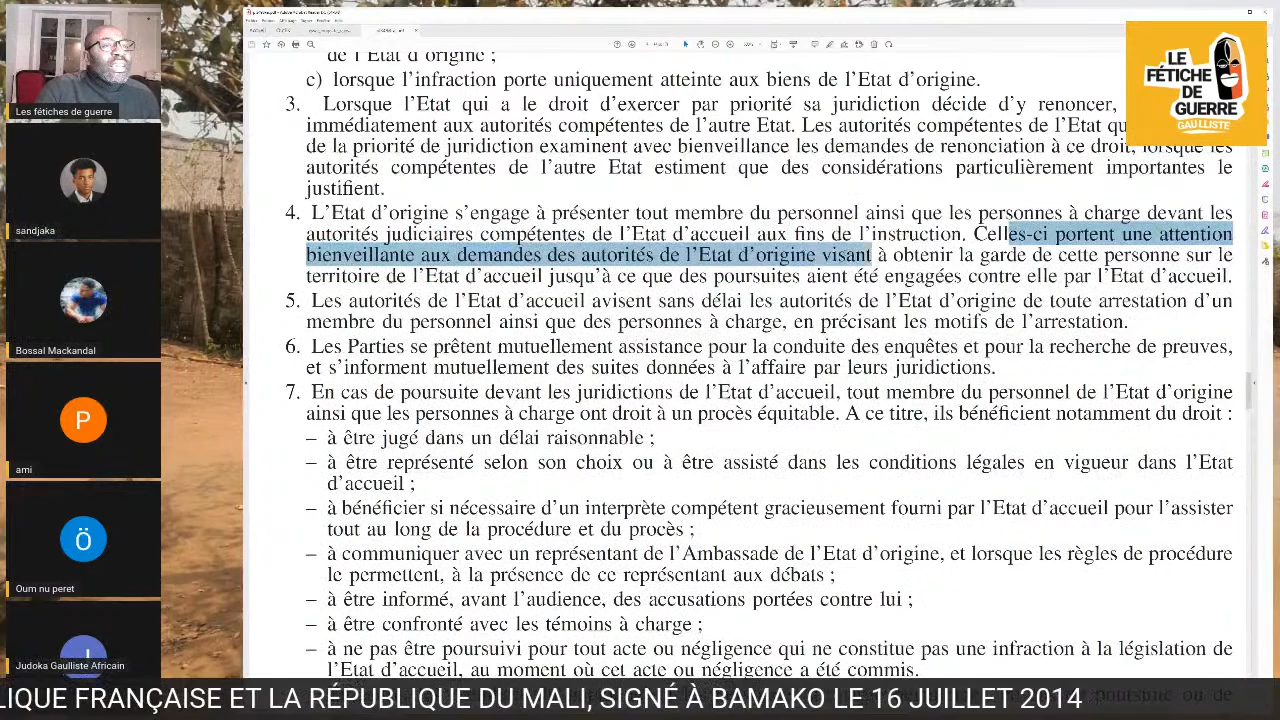 Les fétiches de guerre
sandjaka
Bossal Mackandal
P
ami
Ö
Oum nu peret
Judoka Gaulliste Africain
LE
FÉTICHE
DE GUERRE
GAULLISTE
de l'Etat d'origine ;
c) lorsque l'infraction porte uniquement atteinte aux biens de l'Etat d'origine.
3. Lorsque l'Etat qui a le droit d'exercer par priorité sa juridiction décide d'y renoncer,
immédiatement aux autorités compétentes de l'autre Etat. Les autorités compétentes de l'Etat
de la priorité de juridiction examinent avec bienveillance les demandes de renonciation à ce droit, lorsque les
autorités compétentes de l'autre Etat estiment que des considérations particulièrement importantes le
justifient.
4. L'Etat d'origine s'engage à présenter tout membre du personnel ainsi que les personnes à charge devant les
autorités judiciaires compétentes de l'Etat d'accueil aux fins de l'instruction. Celles-ci portent une attention
bienveillante aux demandes des autorités de l'Etat d'origine visant à obtenir la garde de cette personne sur le
territoire de l'Etat d'accueil jusqu'à ce que des poursuites aient été engagées contre elle par l'Etat d'accueil.
5. Les autorités de l'Etat d'accueil avisent sans délai les autorités de l'Etat d'origine de toute arrestation d'un
membre du personnel ainsi que des personnes à charge, en précisant les motifs de l'arrestation.
6. Les Parties se prêtent mutuellement assistance pour la conduite des enquêtes et pour la recherche de preuves,
et s'informent mutuellement des suites données à l'affaire par leurs juridictions.
7. En cas de poursuite devant les juridictions de l'Etat d'accueil, tout membre du personnel de l'Etat d'origine
ainsi que les personnes à charge ont droit à un procès équitable. A ce titre, ils bénéficient notamment du droit :
– à être jugé dans un délai raisonnable ;
– à être représenté selon son choix ou à être assisté dans les conditions légales en vigueur dans l'Etat
d'accueil ;
– à bénéficier si nécessaire d'un interprète compétent gracieusement fourni par l'Etat d'accueil pour l'assister
tout au long de la procédure et du procès ;
– à communiquer avec un représentant de l'Ambassade de l'Etat d'origine, et lorsque les règles de procédure
le permettent, à la présence de ce représentant aux débats ;
– à être informé, avant l'audience, des accusations portées contre lui ;
– à être confronté avec les témoins à charge ;
– à ne pas être poursuivi pour tout acte ou négligence qui ne constitue pas une infraction à la législation de
l'Etat d'accueil, au moment où cet acte ou négligence a été commis.
LIQUE FRANÇAISE ET LA RÉPUBLIQUE DU MALI, SIGNÉ À BAMAKO LE 16 JUILLET 2014